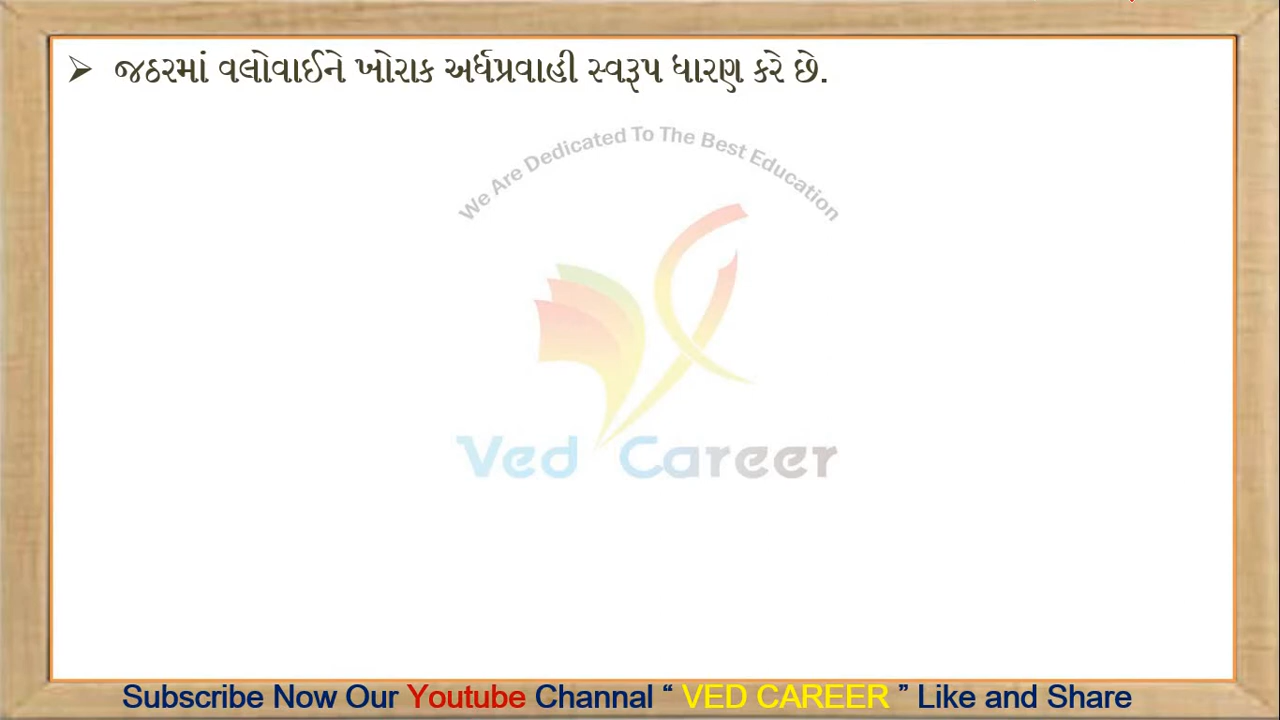 ➢ જઠરમાં વલોવાઈને ખોરાક અર્ધપ્રવાહી સ્વરૂપ ધારણ કરે છે.
We Are Dedicated To The Best Education
Ved Career
Subscribe Now Our Youtube Channal “ VED CAREER ” Like and Share